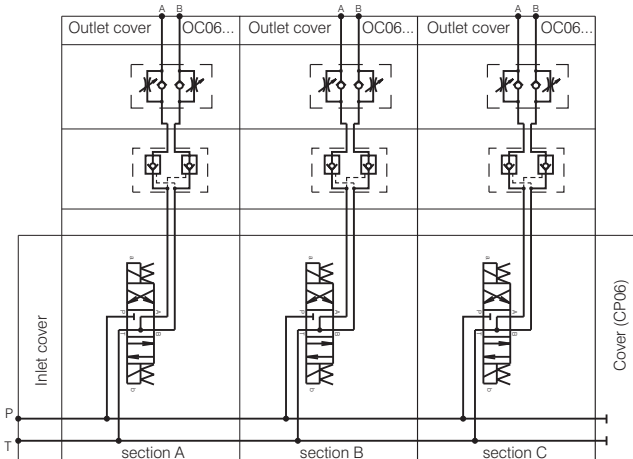 A B A B A B
Outlet cover OC06... Outlet cover OC06... Outlet cover OC06...
a a a
P A P A P A
T B T B T B
b b b
Inlet cover
Cover (CP06)
P
T
section A section B section C